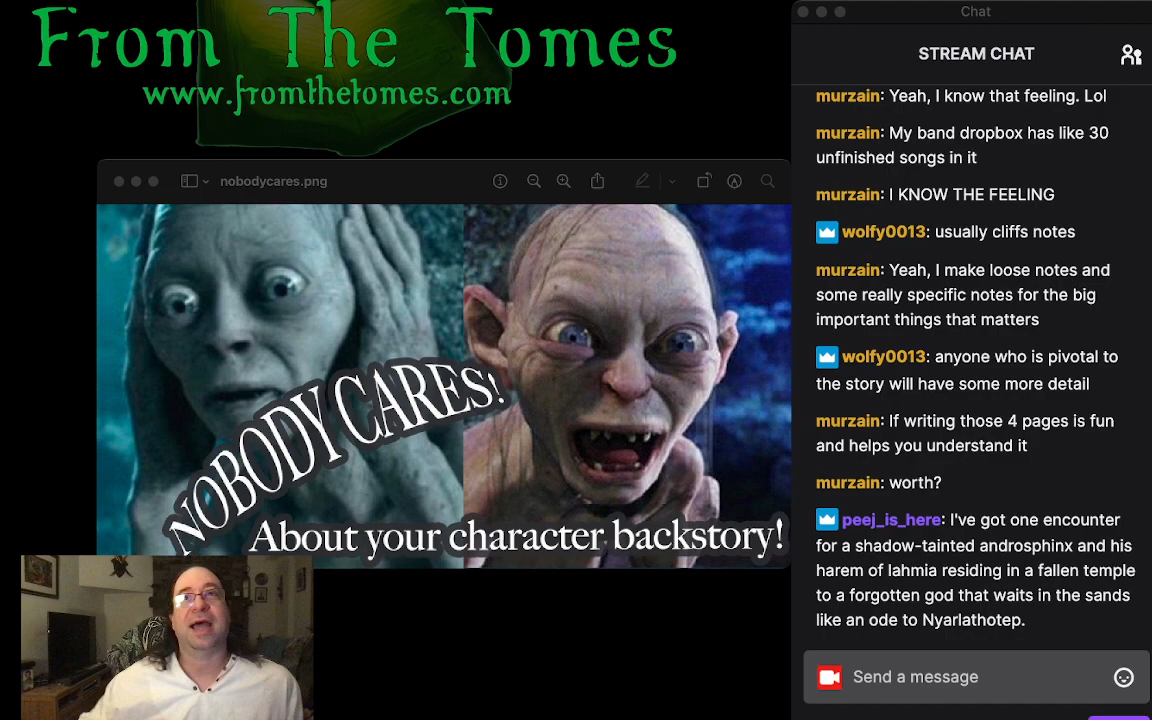 From The Tomes
www.fromthetomes.com
nobodycares.png
NOBODY CARES!
About your character backstory!
Chat
STREAM CHAT
murzain: Yeah, I know that feeling. Lol
murzain: My band dropbox has like 30
unfinished songs in it
murzain: I KNOW THE FEELING
wolfy0013: usually cliffs notes
murzain: Yeah, I make loose notes and
some really specific notes for the big
important things that matters
wolfy0013: anyone who is pivotal to
the story will have some more detail
murzain: If writing those 4 pages is fun
and helps you understand it
murzain: worth?
peej_is_here: I've got one encounter
for a shadow-tainted androsphinx and his
harem of lahmia residing in a fallen temple
to a forgotten god that waits in the sands
like an ode to Nyarlathotep.
Send a message